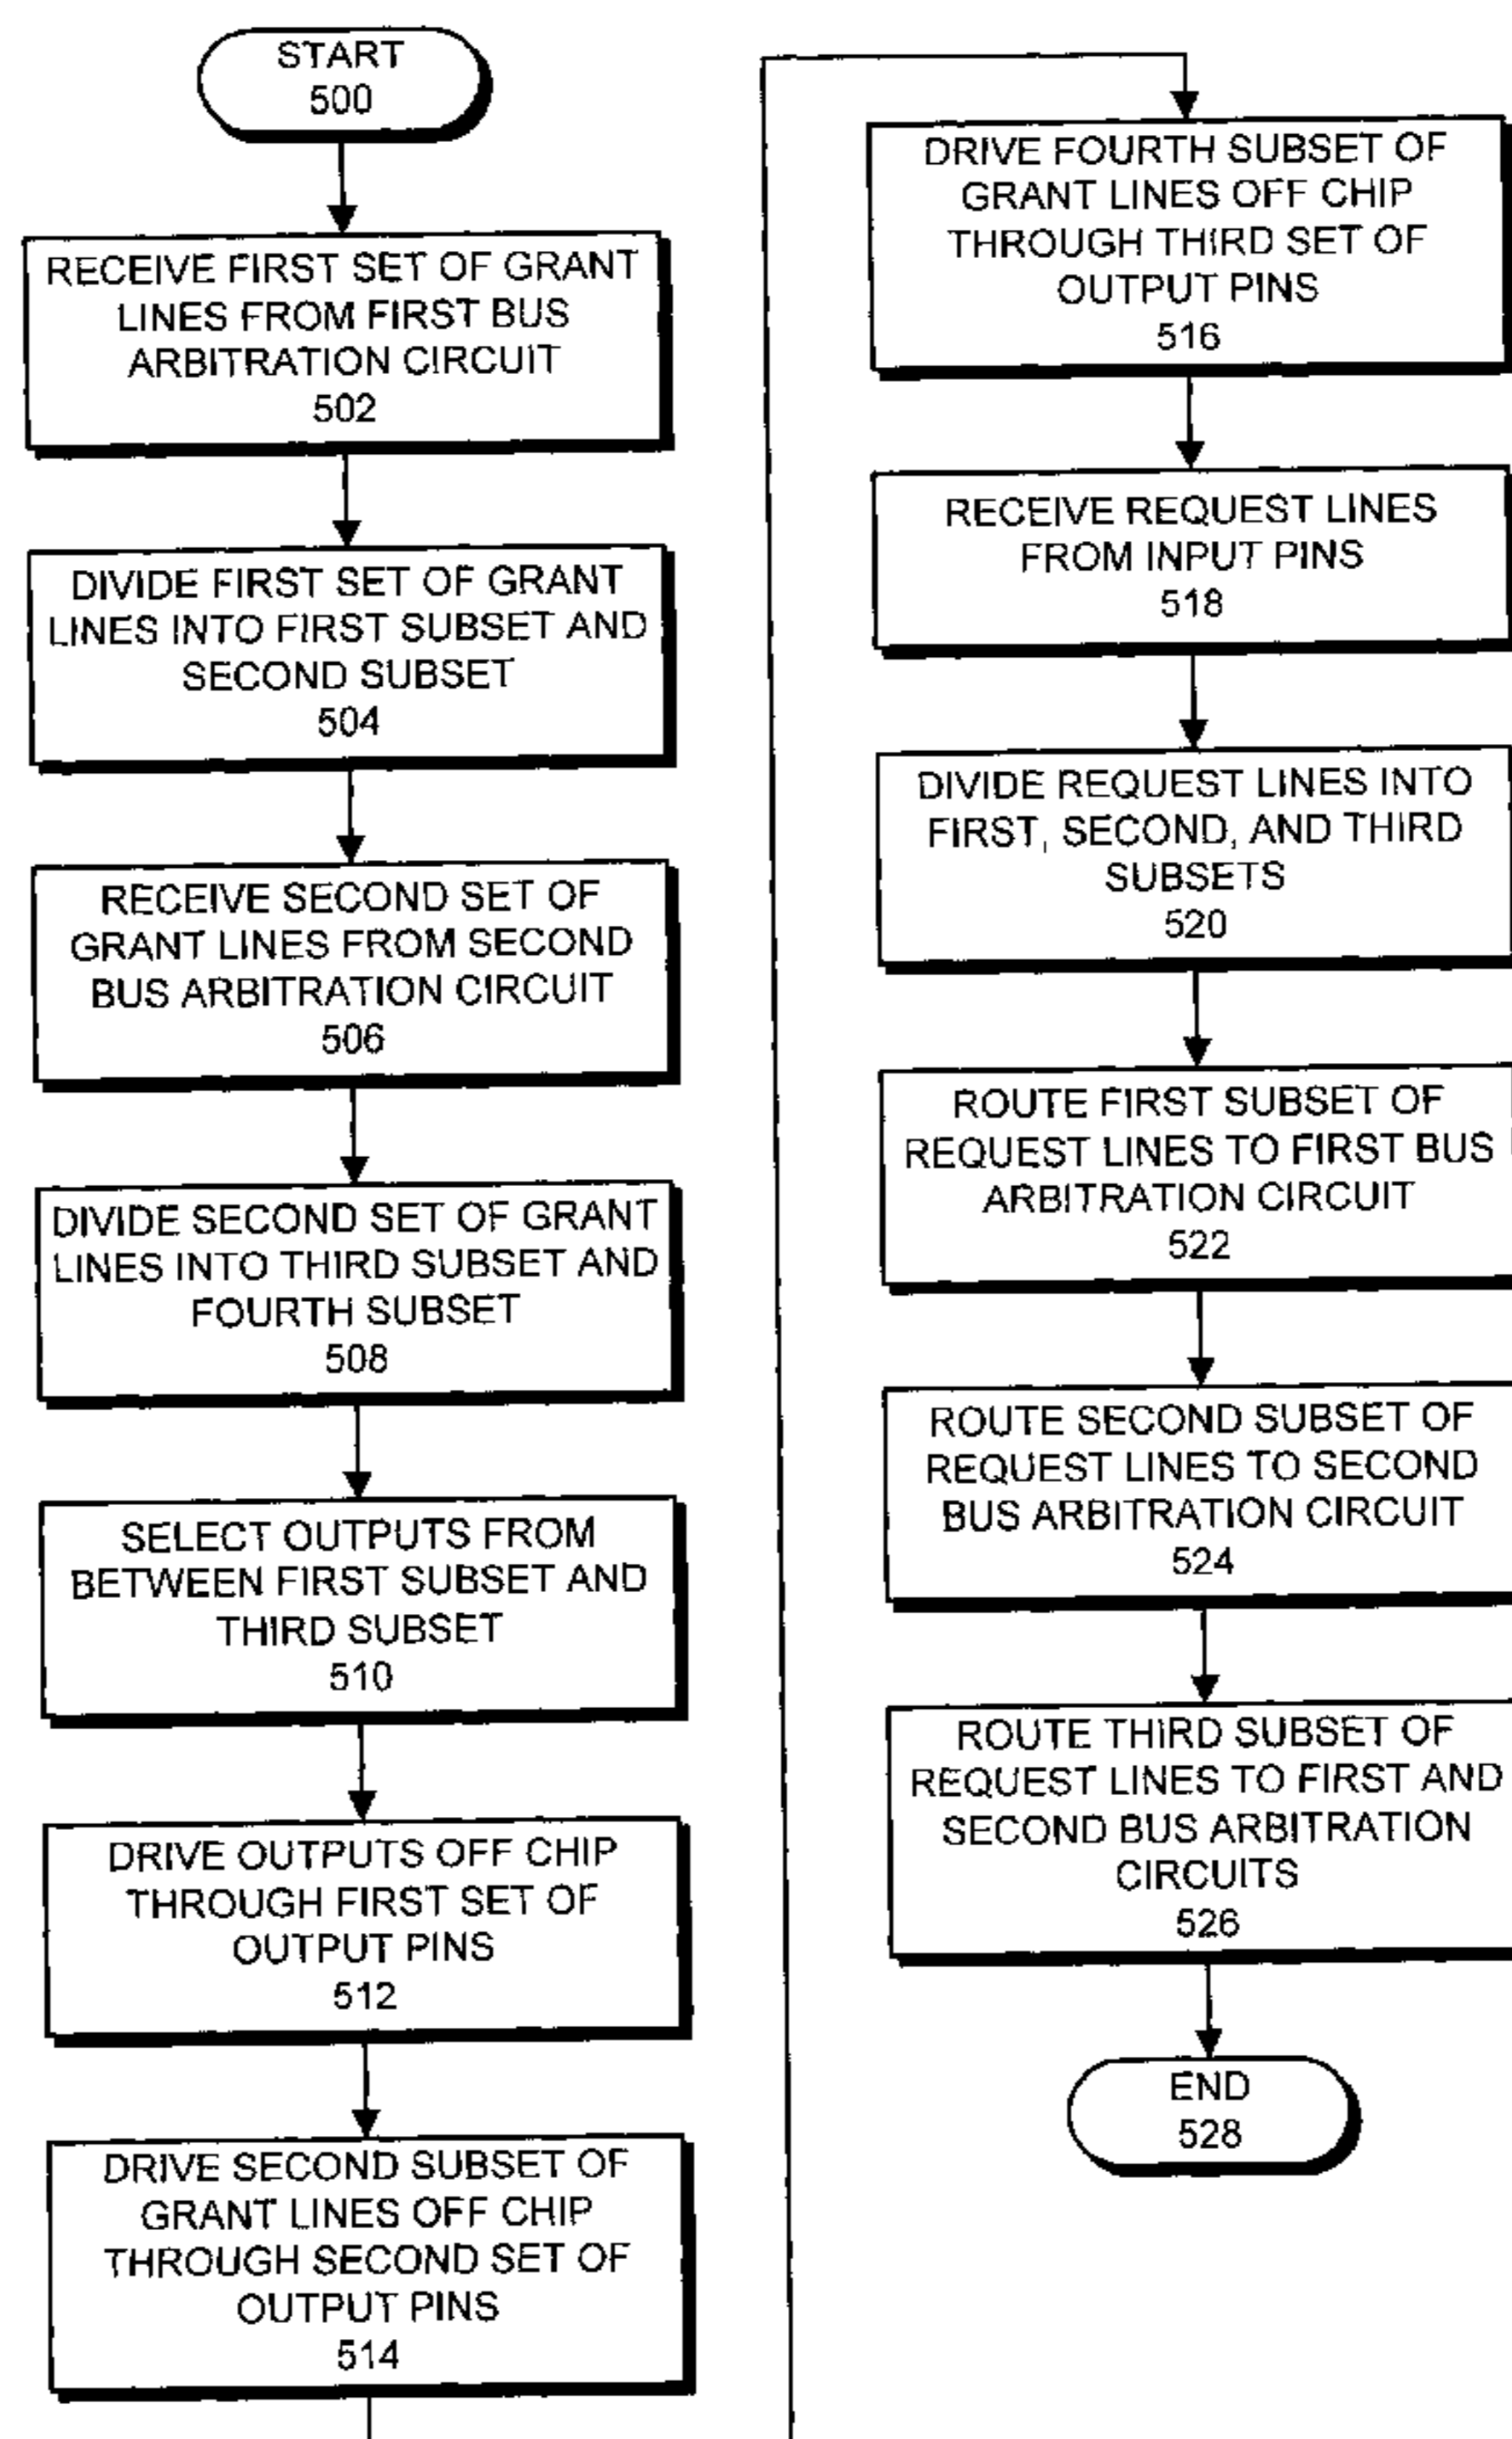 START
500
RECEIVE FIRST SET OF GRANT
LINES FROM FIRST BUS
ARBITRATION CIRCUIT
502
DIVIDE FIRST SET OF GRANT
LINES INTO FIRST SUBSET AND
SECOND SUBSET
504
RECEIVE SECOND SET OF
GRANT LINES FROM SECOND
BUS ARBITRATION CIRCUIT
506
DIVIDE SECOND SET OF GRANT
LINES INTO THIRD SUBSET AND
FOURTH SUBSET
508
SELECT OUTPUTS FROM
BETWEEN FIRST SUBSET AND
THIRD SUBSET
510
DRIVE OUTPUTS OFF CHIP
THROUGH FIRST SET OF
OUTPUT PINS
512
DRIVE SECOND SUBSET OF
GRANT LINES OFF CHIP
THROUGH SECOND SET OF
OUTPUT PINS
514
DRIVE FOURTH SUBSET OF
GRANT LINES OFF CHIP
THROUGH THIRD SET OF
OUTPUT PINS
516
RECEIVE REQUEST LINES
FROM INPUT PINS
518
DIVIDE REQUEST LINES INTO
FIRST, SECOND, AND THIRD
SUBSETS
520
ROUTE FIRST SUBSET OF
REQUEST LINES TO FIRST BUS
ARBITRATION CIRCUIT
522
ROUTE SECOND SUBSET OF
REQUEST LINES TO SECOND
BUS ARBITRATION CIRCUIT
524
ROUTE THIRD SUBSET OF
REQUEST LINES TO FIRST AND
SECOND BUS ARBITRATION
CIRCUITS
526
END
528